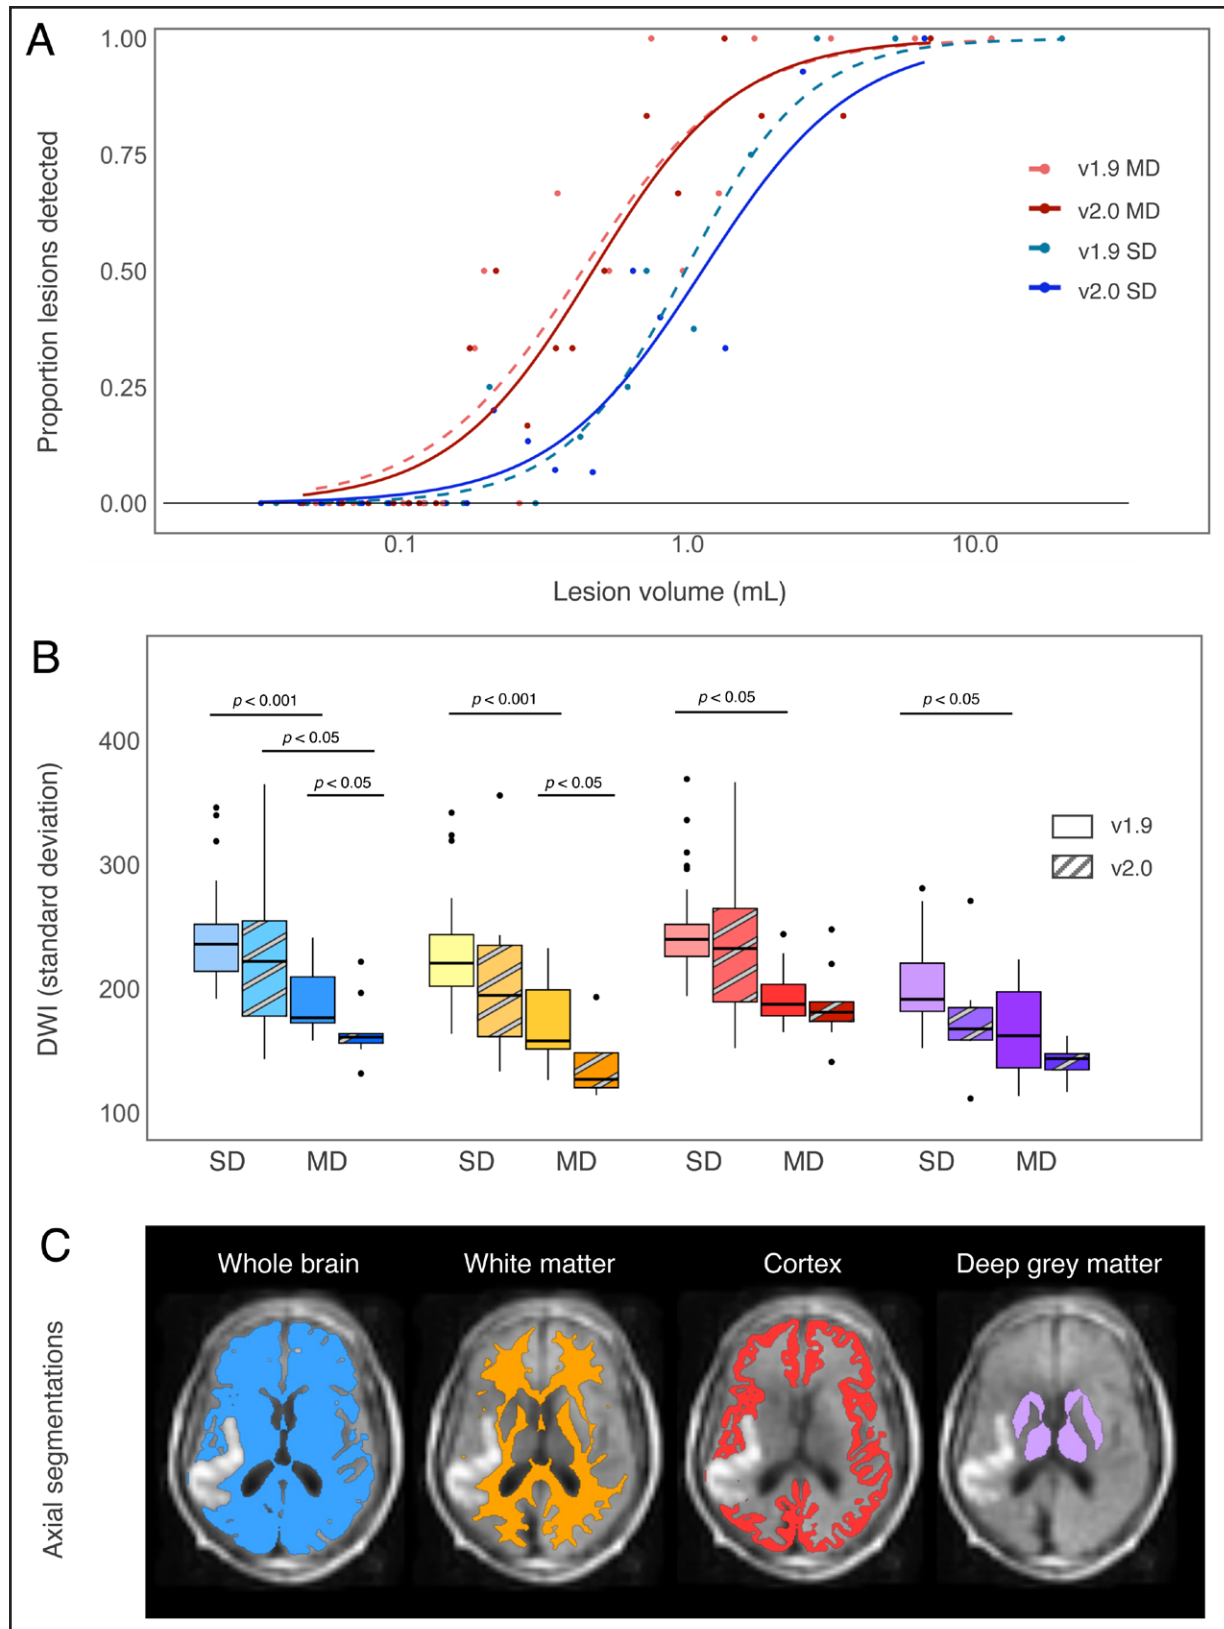 A
Proportion lesions detected
1.00
0.75
0.50
0.25
0.00
0.1 1.0 10.0
Lesion volume (mL)
v1.9 MD
v2.0 MD
v1.9 SD
v2.0 SD
B
DWI (standard deviation)
400
300
200
100
p < 0.001 p < 0.001 p < 0.05 p < 0.05
p < 0.05
p < 0.05 p < 0.05
v1.9
v2.0
SD MD SD MD SD MD SD MD
C
Axial segmentations
Whole brain White matter Cortex Deep grey matter